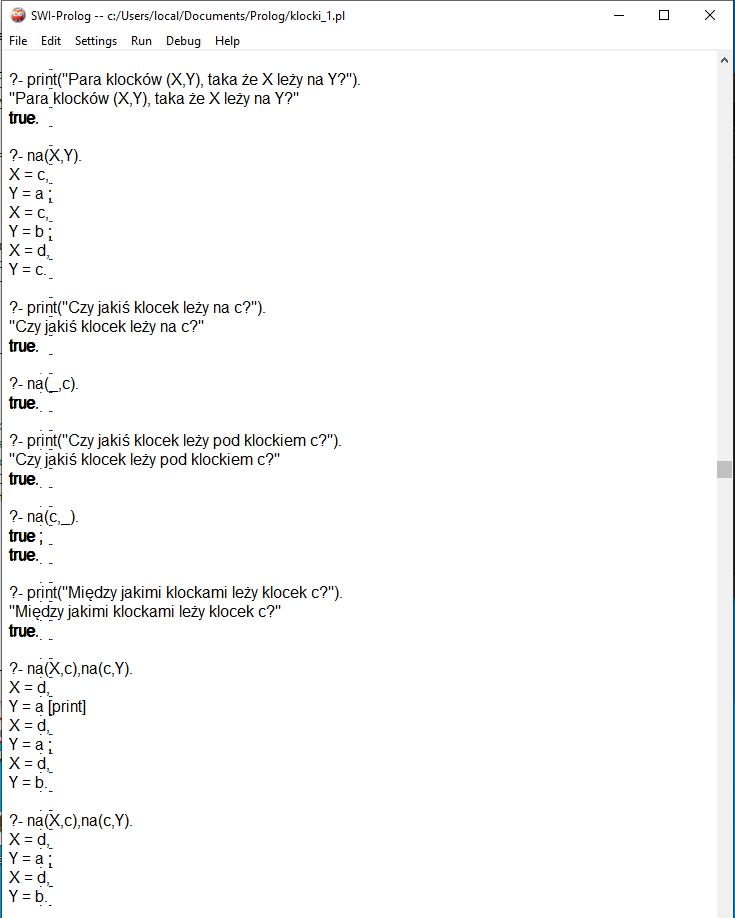 SWI-Prolog -- c:/Users/local/Documents/Prolog/klocki_1.pl
File Edit Settings Run Debug Help
?- print("Para klocków (X,Y), taka że X leży na Y?").
"Para klocków (X,Y), taka że X leży na Y?"
true.
?- na(X,Y).
X = c,
Y = a ;
X = c,
Y = b ;
X = d,
Y = c.
?- print("Czy jakiś klocek leży na c?").
"Czy jakiś klocek leży na c?"
true.
?- na(_,c).
true.
?- print("Czy jakiś klocek leży pod klockiem c?").
"Czy jakiś klocek leży pod klockiem c?"
true.
?- na(c,_).
true ;
true.
?- print("Między jakimi klockami leży klocek c?").
"Między jakimi klockami leży klocek c?"
true.
?- na(X,c),na(c,Y).
X = d,
Y = a [print]
X = d,
Y = a ;
X = d,
Y = b.
?- na(X,c),na(c,Y).
X = d,
Y = a ;
X = d,
Y = b.